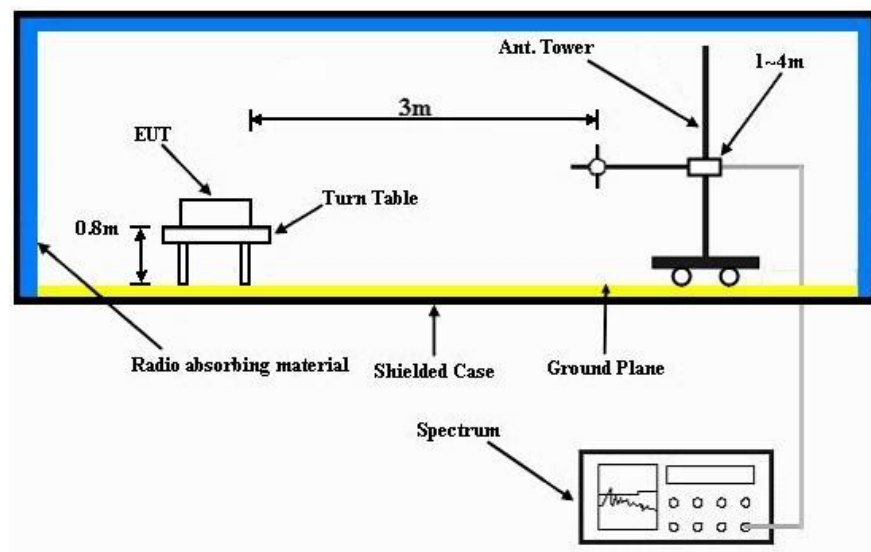 Ant. Tower
1~4m
3m
EUT
Turn Table
0.8m
Radio absorbing material
Shielded Case
Ground Plane
Spectrum